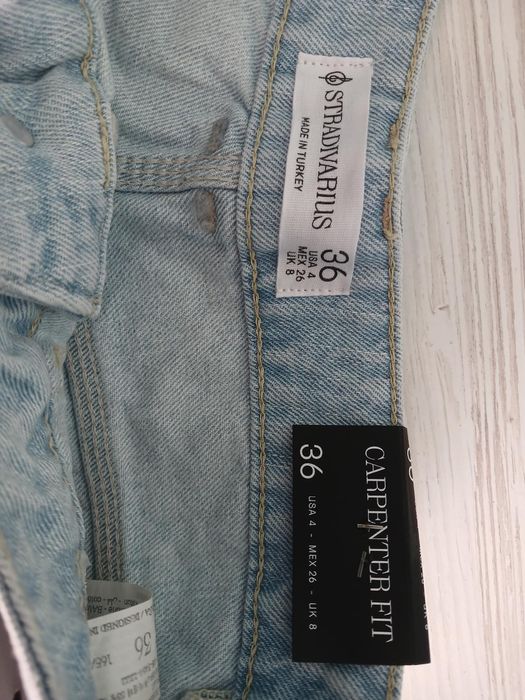 STRADIVARIUS
MADE IN TURKEY
36
USA 4
MEX 26
UK 8
CARPENTER FIT
36 USA 4 - MEX 26 - UK 8
36